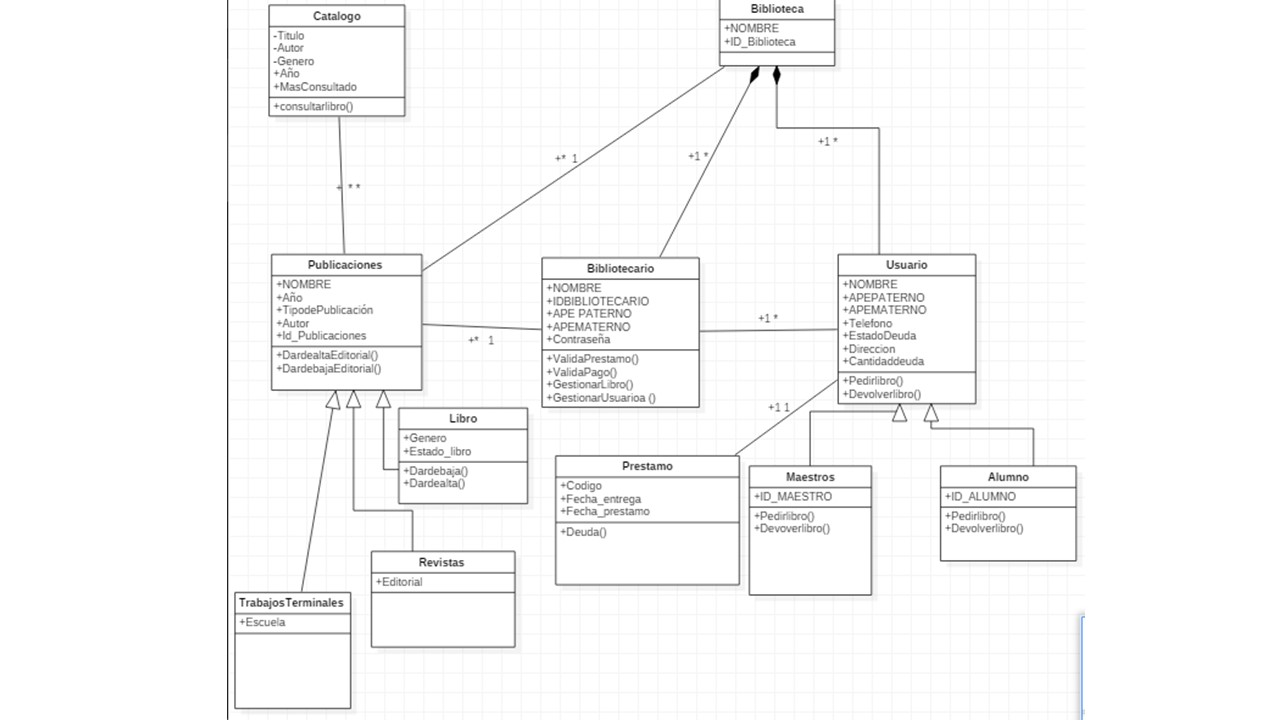 Catalogo
-Titulo
-Autor
-Genero
+Año
+MasConsultado
+consultarlibro()
Biblioteca
+NOMBRE
+ID_Biblioteca
+1 *
+* 1
+1 *
+ * *
Publicaciones
+NOMBRE
+Año
+TipodePublicación
+Autor
+Id_Publicaciones
+DardealtaEditorial()
+DardebajaEditorial()
Bibliotecario
+NOMBRE
+IDBIBLIOTECARIO
+APE PATERNO
+APEMATERNO
+Contraseña
+ValidaPrestamo()
+ValidaPago()
+GestionarLibro()
+GestionarUsuarioa ()
Usuario
+NOMBRE
+APEPATERNO
+APEMATERNO
+Telefono
+EstadoDeuda
+Direccion
+Cantidaddeuda
+Pedirlibro()
+Devolverlibro()
+* 1
+1 *
+1 1
Libro
+Genero
+Estado_libro
+Dardebaja()
+Dardealta()
Prestamo
+Codigo
+Fecha_entrega
+Fecha_prestamo
+Deuda()
Maestros
+ID_MAESTRO
+Pedirlibro()
+Devoverlibro()
Alumno
+ID_ALUMNO
+Pedirlibro()
+Devolverlibro()
Revistas
+Editorial
TrabajosTerminales
+Escuela